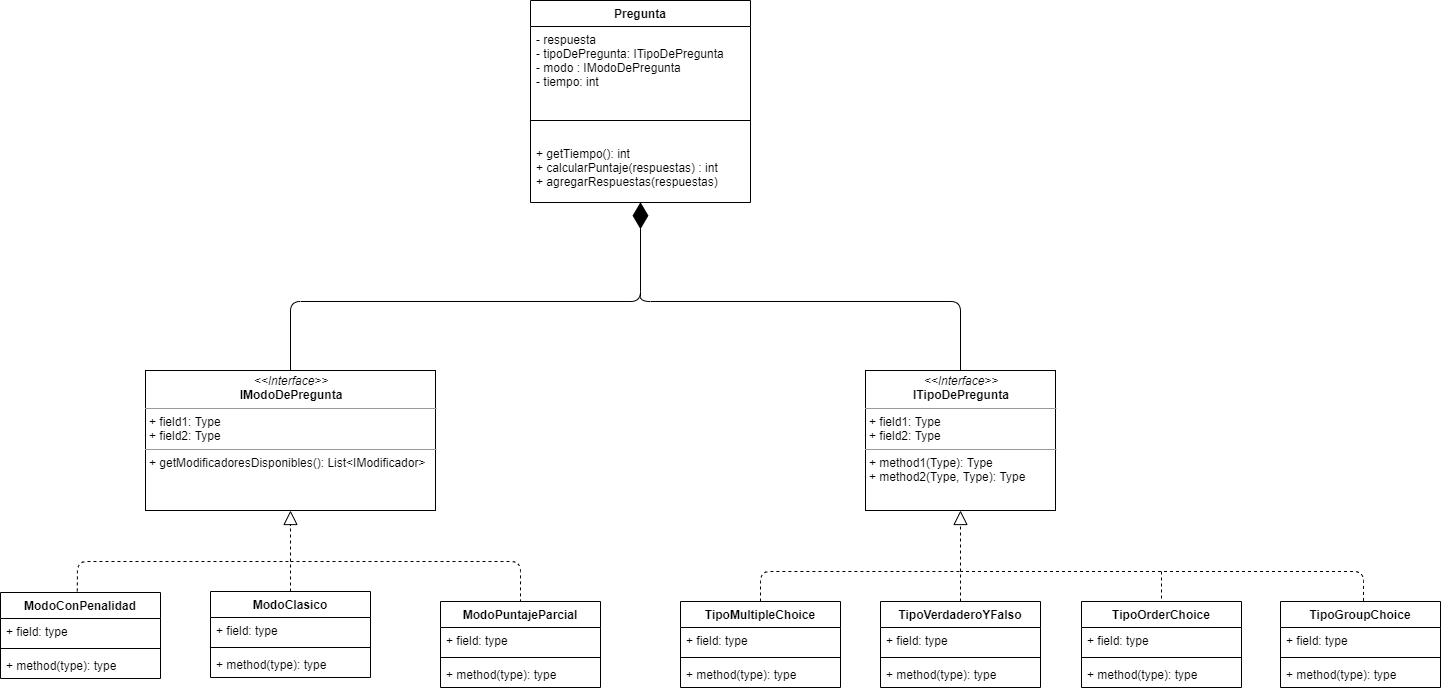 Pregunta
- respuesta
- tipoDePregunta: ITipoDePregunta
- modo : IModoDePregunta
- tiempo: int
+ getTiempo(): int
+ calcularPuntaje(respuestas) : int
+ agregarRespuestas(respuestas)
<<Interface>>
IModoDePregunta
+ field1: Type
+ field2: Type
+ getModificadoresDisponibles(): List<IModificador>
<<Interface>>
ITipoDePregunta
+ field1: Type
+ field2: Type
+ method1(Type): Type
+ method2(Type, Type): Type
ModoConPenalidad
+ field: type
+ method(type): type
ModoClasico
+ field: type
+ method(type): type
ModoPuntajeParcial
+ field: type
+ method(type): type
TipoMultipleChoice
+ field: type
+ method(type): type
TipoVerdaderoYFalso
+ field: type
+ method(type): type
TipoOrderChoice
+ field: type
+ method(type): type
TipoGroupChoice
+ field: type
+ method(type): type